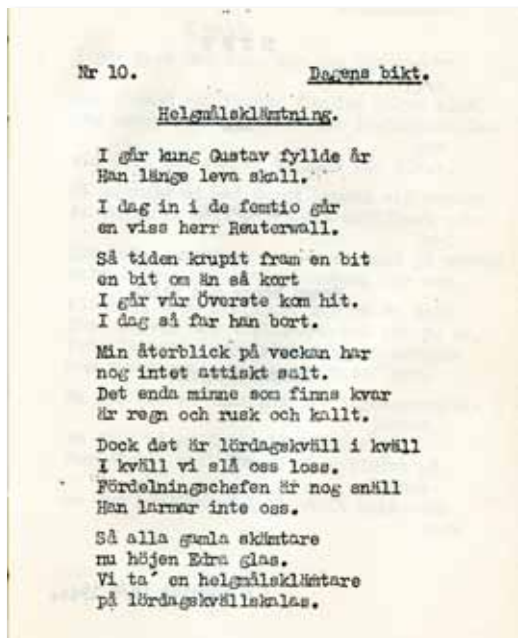 Nr 10.
Dagens bikt.
Helgmålsklämtning.
I går kung Gustav fyllde år
Han länge leva skall.
I dag in i de femtio går
en viss herr Reuterwall.
Så tiden krupit fram en bit
en bit om än så kort
I går vår Överste kom hit.
I dag så far han bort.
Min återblick på veckan har
nog intet attiskt salt.
Det enda minne som finns kvar
är regn och rusk och kallt.
Dock det är lördagskväll i kväll
I kväll vi slå oss loss.
Fördelningschefen är nog snäll
Han larmar inte oss.
Så alla gamla skämtare
nu höjen Edra glas.
Vi ta´ en helgmålsklämtare
på lördagskvällskalas.